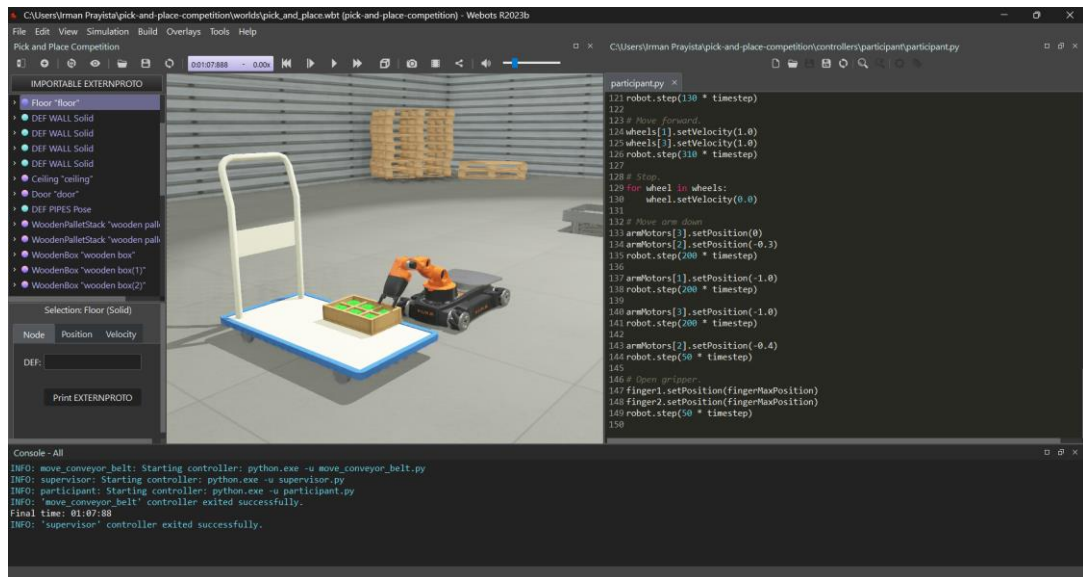 C:\Users\Irman Prayista\pick-and-place-competition\worlds\pick_and_place.wbt (pick-and-place-competition) - Webots R2023b
File Edit View Simulation Build Overlays Tools Help
Pick and Place Competition
0:01:07:888 - 0.00x
IMPORTABLE EXTERNPROTO
Floor "floor"
DEF WALL Solid
DEF WALL Solid
DEF WALL Solid
DEF WALL Solid
Ceiling "ceiling"
Door "door"
DEF PIPES Pose
WoodenPalletStack "wooden pall
WoodenPalletStack "wooden pall
WoodenBox "wooden box"
WoodenBox "wooden box(1)"
WoodenBox "wooden box(2)"
Selection: Floor (Solid)
Node Position Velocity
DEF:
Print EXTERNPROTO
C:\Users\Irman Prayista\pick-and-place-competition\controllers\participant\participant.py
participant.py
121 robot.step(130 * timestep)
122
123 # Move forward.
124 wheels[1].setVelocity(1.0)
125 wheels[3].setVelocity(1.0)
126 robot.step(310 * timestep)
127
128 # Stop.
129 for wheel in wheels:
130 wheel.setVelocity(0.0)
131
132 # Move arm down
133 armMotors[3].setPosition(0)
134 armMotors[2].setPosition(-0.3)
135 robot.step(200 * timestep)
136
137 armMotors[1].setPosition(-1.0)
138 robot.step(200 * timestep)
139
140 armMotors[3].setPosition(-1.0)
141 robot.step(200 * timestep)
142
143 armMotors[2].setPosition(-0.4)
144 robot.step(50 * timestep)
145
146 # Open gripper.
147 finger1.setPosition(fingerMaxPosition)
148 finger2.setPosition(fingerMaxPosition)
149 robot.step(50 * timestep)
150
Console - All
INFO: move_conveyor_belt: Starting controller: python.exe -u move_conveyor_belt.py
INFO: supervisor: Starting controller: python.exe -u supervisor.py
INFO: participant: Starting controller: python.exe -u participant.py
INFO: 'move_conveyor_belt' controller exited successfully.
Final time: 01:07:88
INFO: 'supervisor' controller exited successfully.